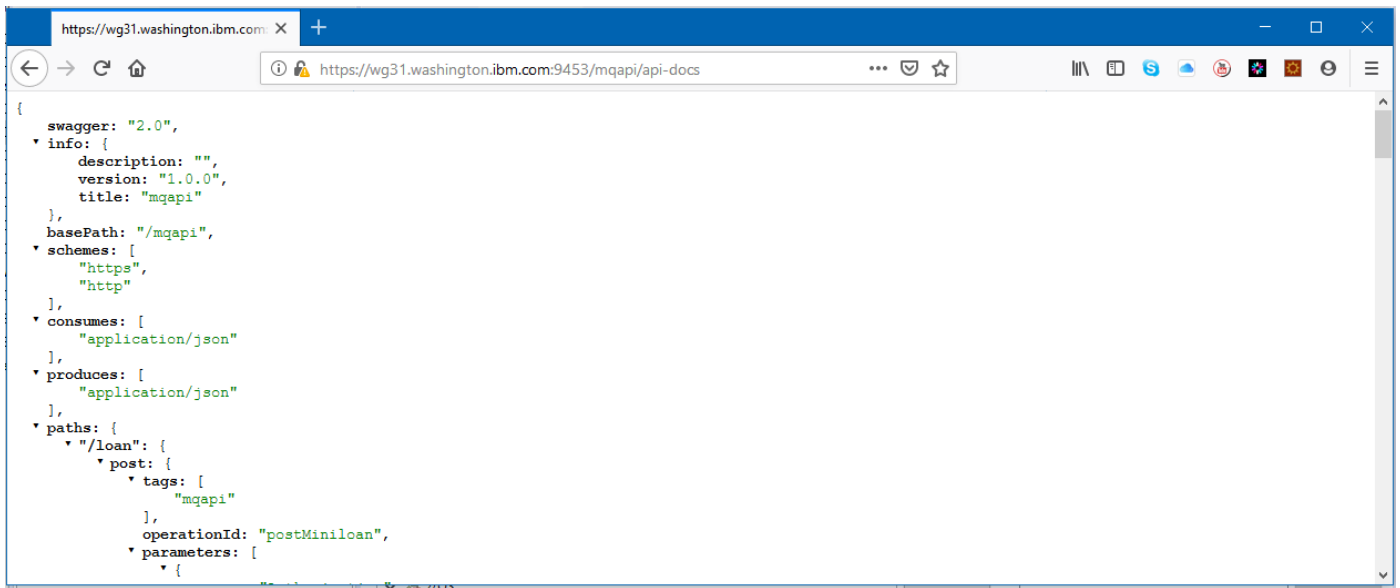 https://wg31.washington.ibm.com:
https://wg31.washington.ibm.com:9453/mqapi/api-docs
{
swagger: "2.0",
info: {
description: "",
version: "1.0.0",
title: "mqapi"
},
basePath: "/mqapi",
schemes: [
"https",
"http"
],
consumes: [
"application/json"
],
produces: [
"application/json"
],
paths: {
"/loan": {
post: {
tags: [
"mqapi"
],
operationId: "postMiniloan",
parameters: [
{